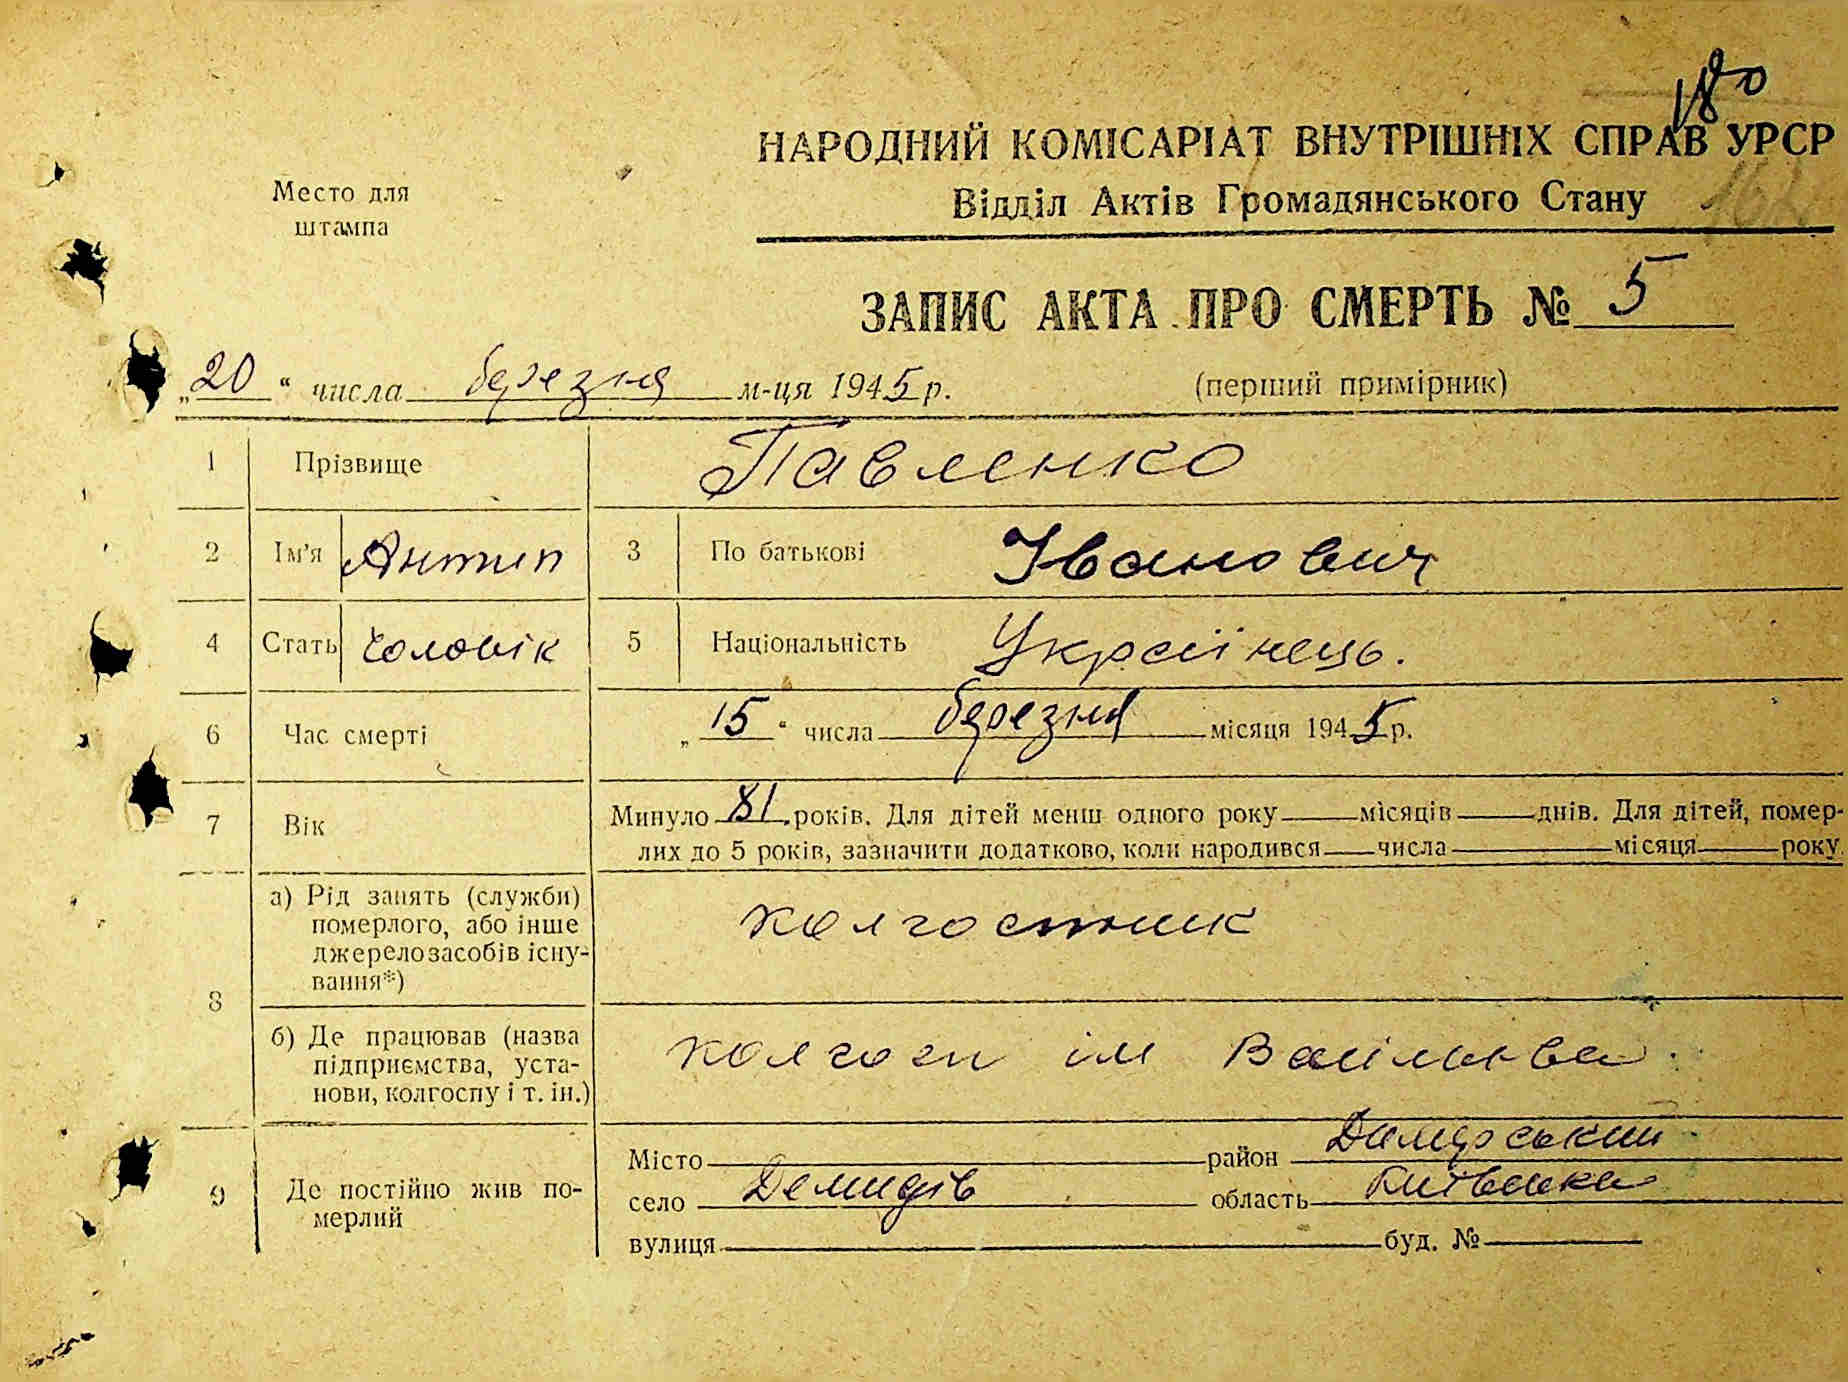 180
НАРОДНИЙ КОМІСАРІАТ ВНУТРІШНІХ СПРАВ УРСР
162
Место для
штампа
Відділ Актів Громадянського Стану
ЗАПИС АКТА ПРО СМЕРТЬ № 5
„20“ числа березня м-ця 1945 р. (перший примірник)
1 Прізвище Павленко
2 Ім'я Антип 3 По батькові Іванович
4 Стать Чоловік 5 Національність Українець.
6 Час смерті „15“ числа березня місяця 1945 р.
7 Вік Минуло 81 років. Для дітей менш одного року місяців днів. Для дітей, помер-
лих до 5 років, зазначити додатково, коли народився числа місяця року
8 а) Рід занять (служби)
померлого, або інше
джерело засобів існу-
вання*)
колгоспник
б) Де працював (назва
підприємства, уста-
нови, колгоспу і т. ін.)
колгосп ім
9 Де постійно жив по-
мерлий
Місто район Димерський
село Демидів область Київська
вулиця буд. №